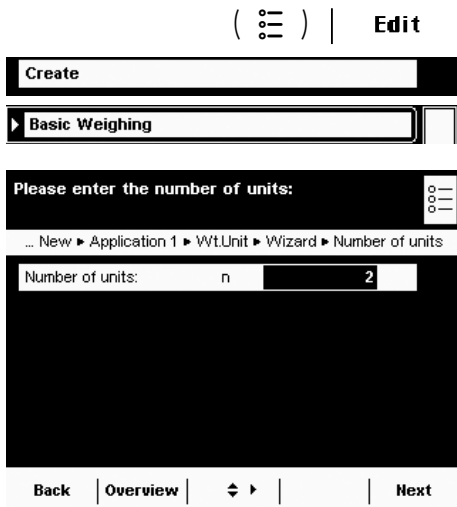 ( ) | Edit
Create
Basic Weighing
Please enter the number of units:
... New ▸ Application 1 ▸ Wt.Unit ▸ Wizard ▸ Number of units
Number of units: n 2
Back | Overview | | | Next